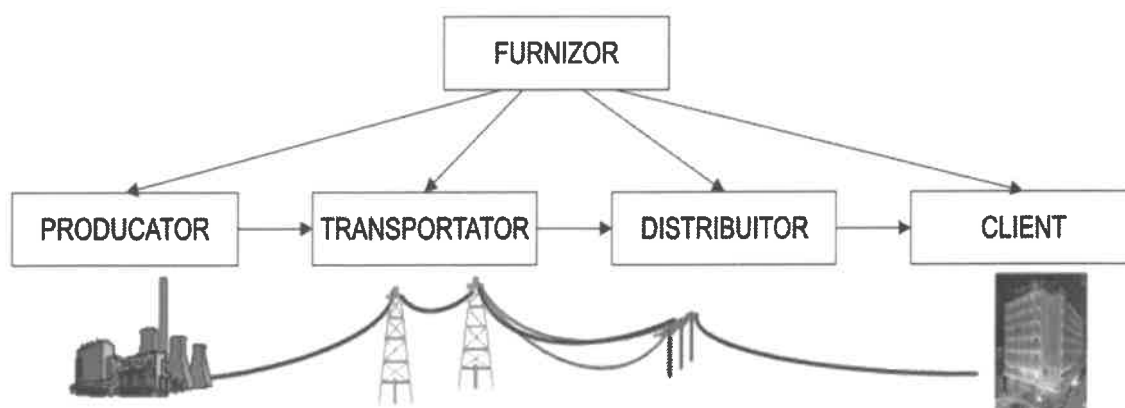 FURNIZOR
PRODUCATOR
TRANSPORTATOR
DISTRIBUITOR
CLIENT